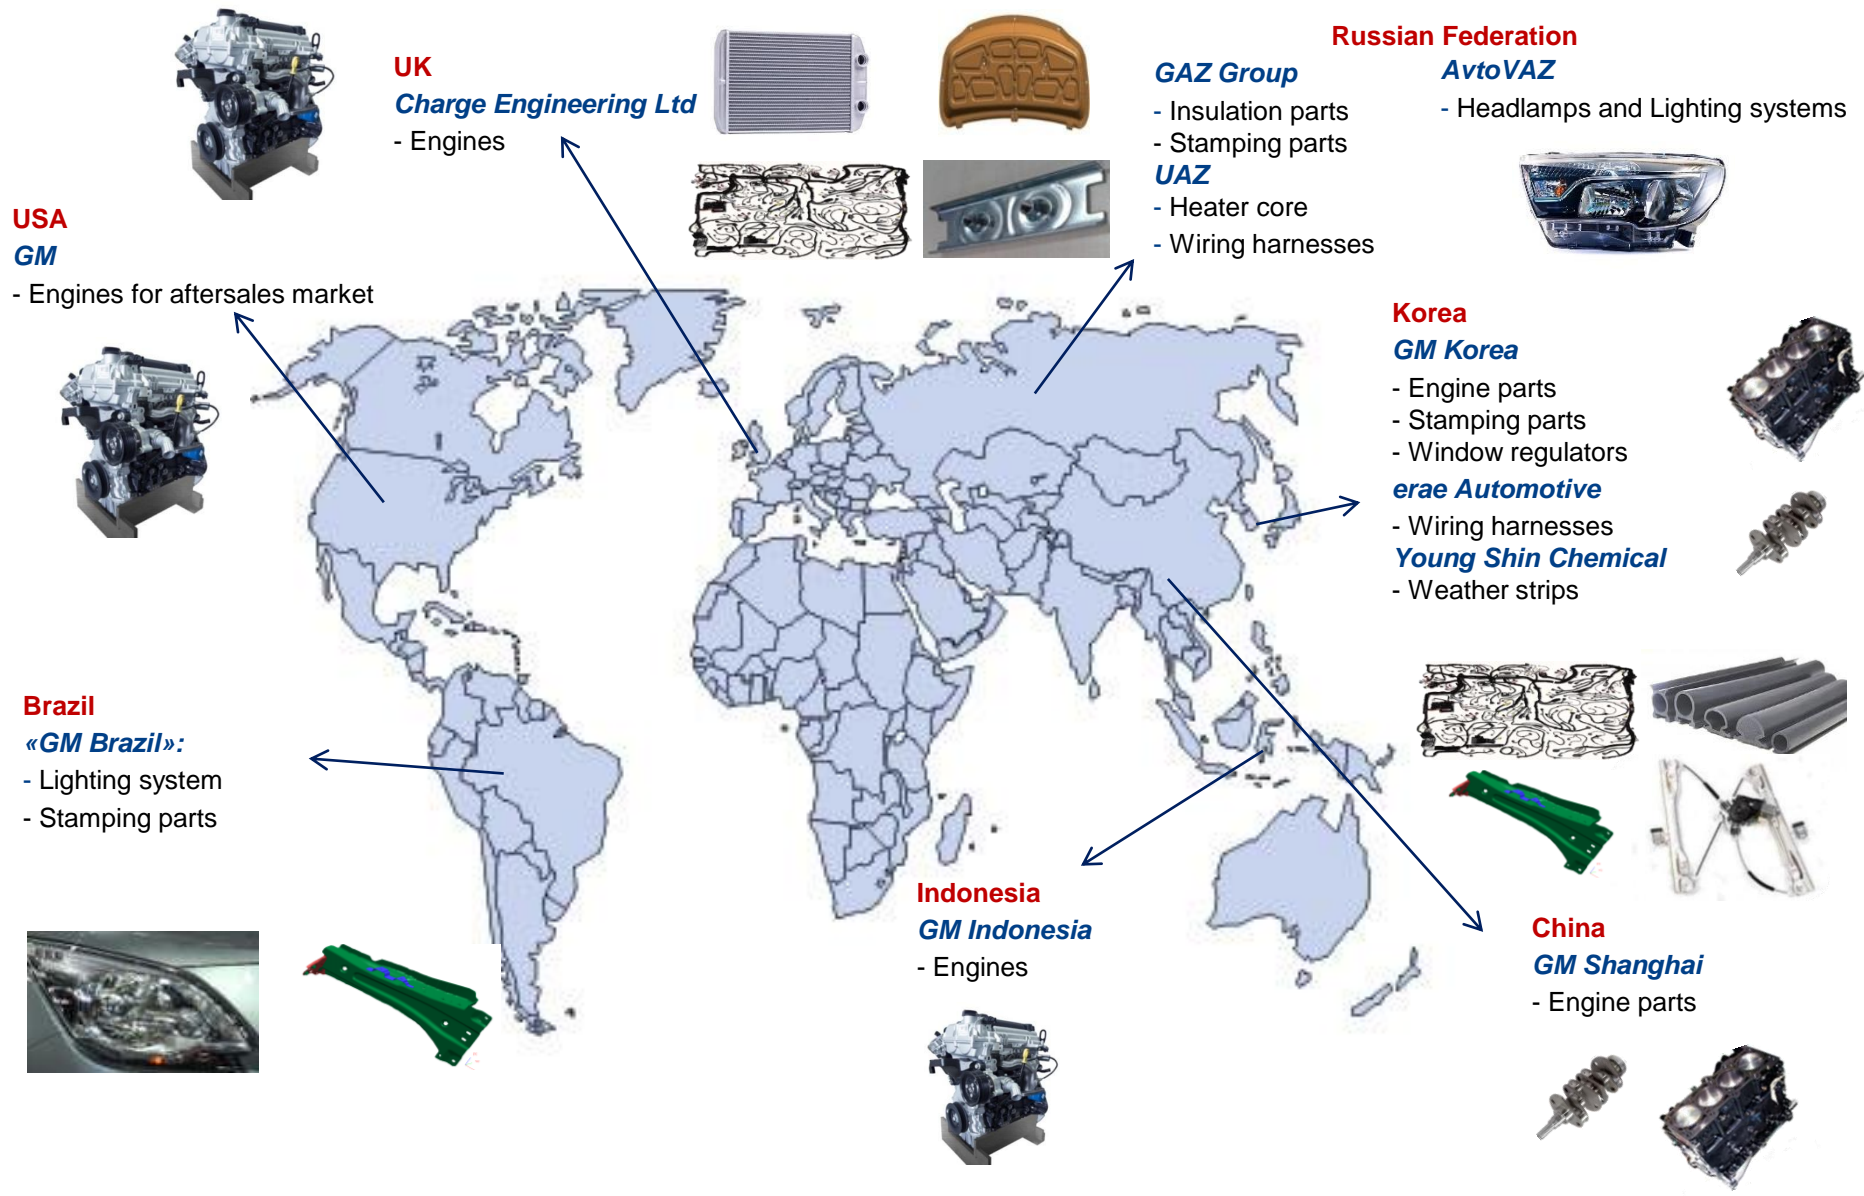 UK
Charge Engineering Ltd
- Engines
Russian Federation
GAZ Group
- Insulation parts
- Stamping parts
UAZ
- Heater core
- Wiring harnesses
AvtoVAZ
- Headlamps and Lighting systems
USA
GM
- Engines for aftersales market
Korea
GM Korea
- Engine parts
- Stamping parts
- Window regulators
erae Automotive
- Wiring harnesses
Young Shin Chemical
- Weather strips
Brazil
«GM Brazil»:
- Lighting system
- Stamping parts
Indonesia
GM Indonesia
- Engines
China
GM Shanghai
- Engine parts